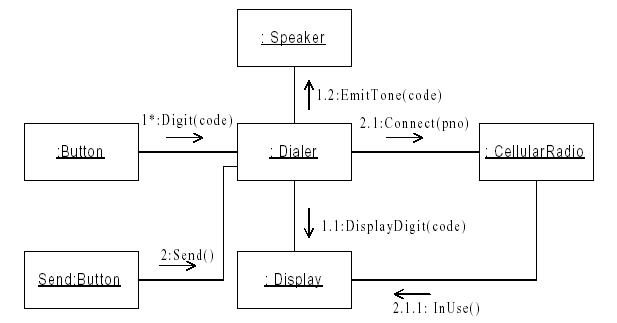 : Speaker
1.2:EmitTone(code)
1*:Digit(code)
2.1:Connect(pno)
:Button
: Dialer
: CellularRadio
1.1:DisplayDigit(code)
2:Send()
Send:Button
: Display
2.1.1: InUse()